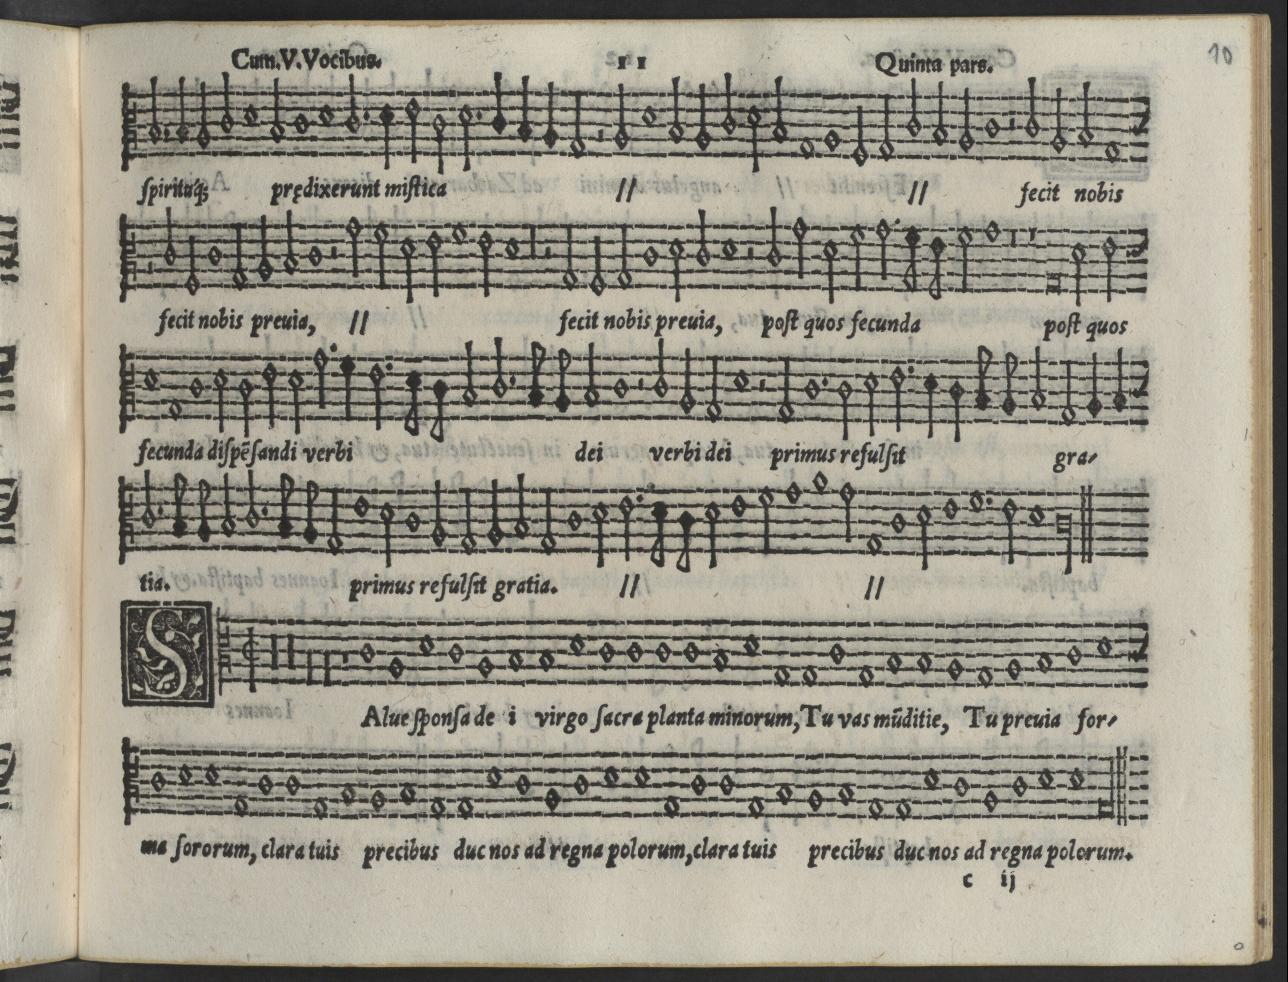 10
Cum.V.Vocibus. 11 Quinta pars.
spirituq; prędixerunt mistica // // fecit nobis
fecit nobis preuia, // fecit nobis preuia, post quos secunda post quos
secunda dispēsandi verbi dei verbi dei primus refulsit gra-
tia. primus refulsit gratia. // //
SAlue sponsa de i virgo sacra planta minorum, Tu vas mūditie, Tu preuia for-
ma sororum, clara tuis precibus duc nos ad regna polorum, clara tuis precibus duc nos ad regna polorum.
c ij